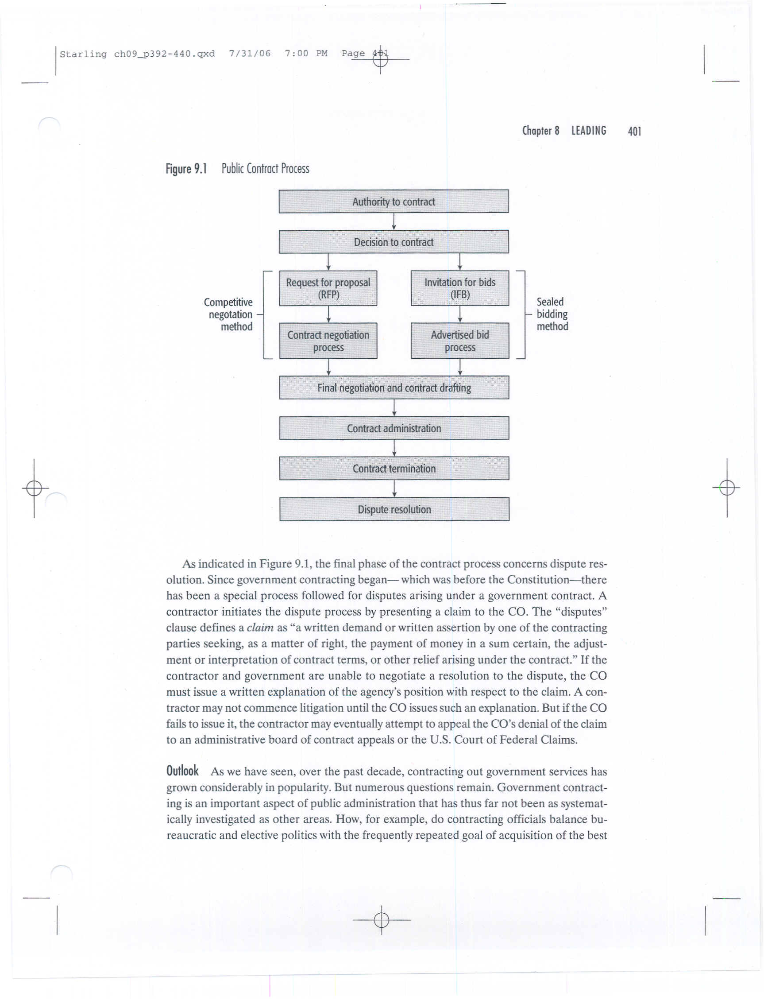 Starling ch09_p392-440.qxd 7/31/06 7:00 PM Page 401
Chapter 8 LEADING 401
Figure 9.1 Public Contract Process
Authority to contract
Decision to contract
Request for proposal
(RFP)
Invitation for bids
(IFB)
Competitive
negotation
method
Sealed
bidding
method
Contract negotiation
process
Advertised bid
process
Final negotiation and contract drafting
Contract administration
Contract termination
Dispute resolution
As indicated in Figure 9.1, the final phase of the contract process concerns dispute res-
olution. Since government contracting began— which was before the Constitution—there
has been a special process followed for disputes arising under a government contract. A
contractor initiates the dispute process by presenting a claim to the CO. The “disputes”
clause defines a claim as “a written demand or written assertion by one of the contracting
parties seeking, as a matter of right, the payment of money in a sum certain, the adjust-
ment or interpretation of contract terms, or other relief arising under the contract.” If the
contractor and government are unable to negotiate a resolution to the dispute, the CO
must issue a written explanation of the agency’s position with respect to the claim. A con-
tractor may not commence litigation until the CO issues such an explanation. But if the CO
fails to issue it, the contractor may eventually attempt to appeal the CO’s denial of the claim
to an administrative board of contract appeals or the U.S. Court of Federal Claims.
Outlook As we have seen, over the past decade, contracting out government services has
grown considerably in popularity. But numerous questions remain. Government contract-
ing is an important aspect of public administration that has thus far not been as systemat-
ically investigated as other areas. How, for example, do contracting officials balance bu-
reaucratic and elective politics with the frequently repeated goal of acquisition of the best